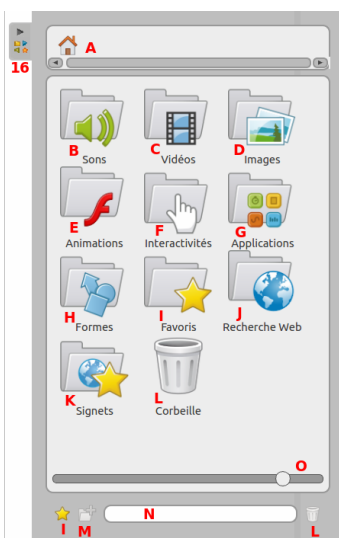 16
A
B
Sons
C
Vidéos
D
Images
E
Animations
F
Interactivités
G
Applications
H
Formes
I
Favoris
J
Recherche Web
K
Signets
L
Corbeille
O
I
M
N
L